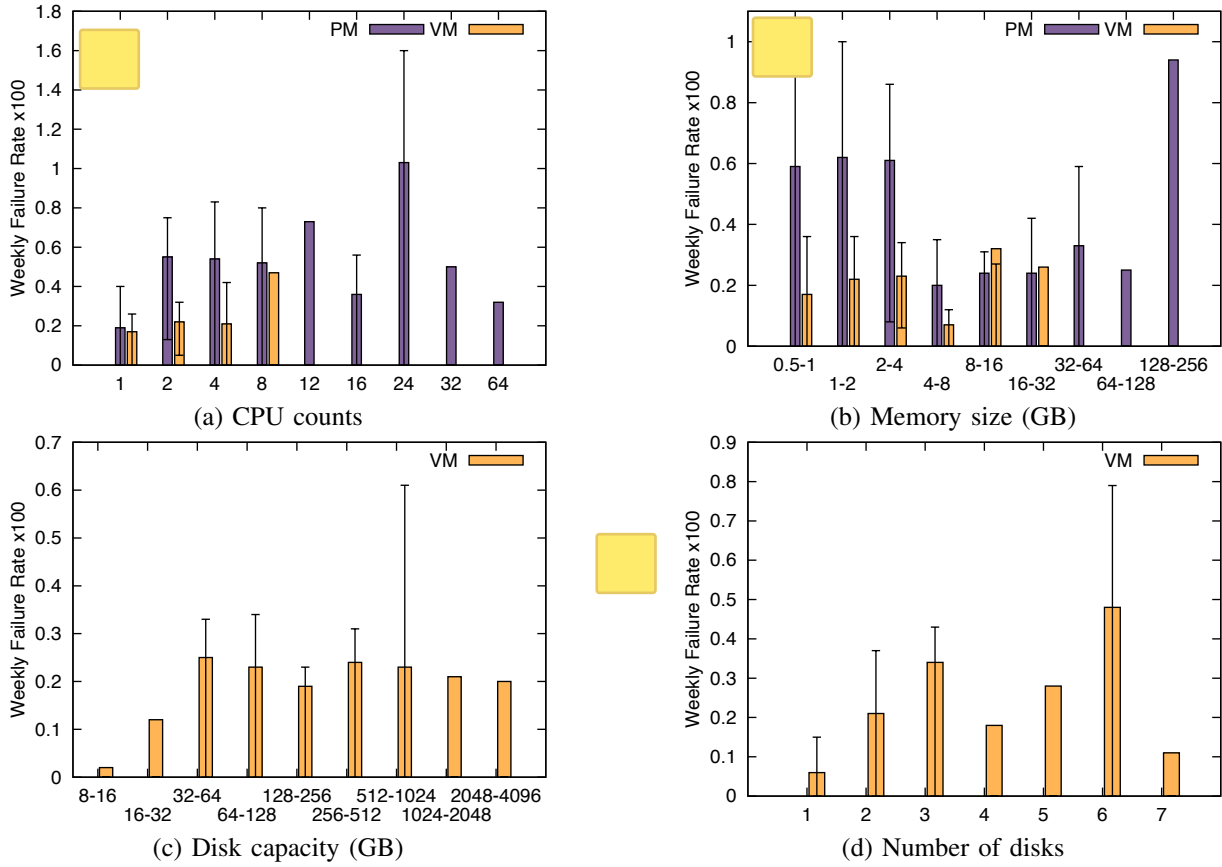 PM VM
Weekly Failure Rate x100
1.8
1.6
1.4
1.2
1
0.8
0.6
0.4
0.2
0
1 2 4 8 12 16 24 32 64
(a) CPU counts
PM VM
Weekly Failure Rate x100
1
0.8
0.6
0.4
0.2
0
0.5-1 2-4 8-16 32-64 128-256
1-2 4-8 16-32 64-128
(b) Memory size (GB)
VM
Weekly Failure Rate x100
0.7
0.6
0.5
0.4
0.3
0.2
0.1
0
8-16 32-64 128-256 512-1024 2048-4096
16-32 64-128 256-512 1024-2048
(c) Disk capacity (GB)
VM
Weekly Failure Rate x100
0.9
0.8
0.7
0.6
0.5
0.4
0.3
0.2
0.1
0
1 2 3 4 5 6 7
(d) Number of disks